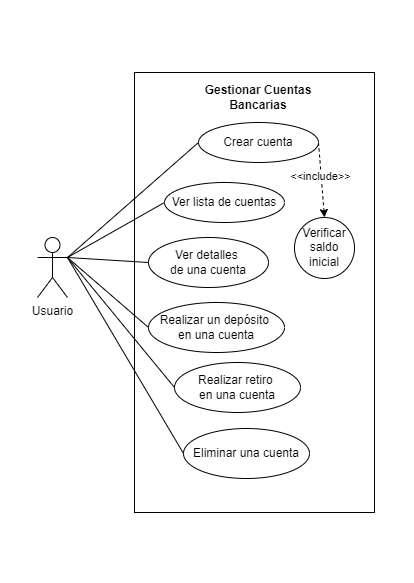 Gestionar Cuentas
Bancarias
Crear cuenta
<<include>>
Ver lista de cuentas
Verificar
saldo
inicial
Ver detalles
de una cuenta
Usuario
Realizar un depósito
en una cuenta
Realizar retiro
en una cuenta
Eliminar una cuenta